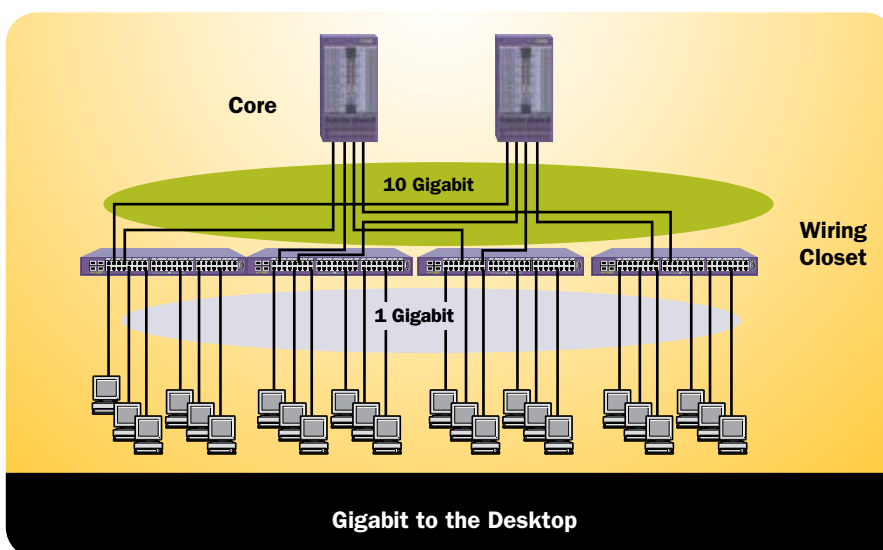 Core
10 Gigabit
Wiring
Closet
1 Gigabit
Gigabit to the Desktop